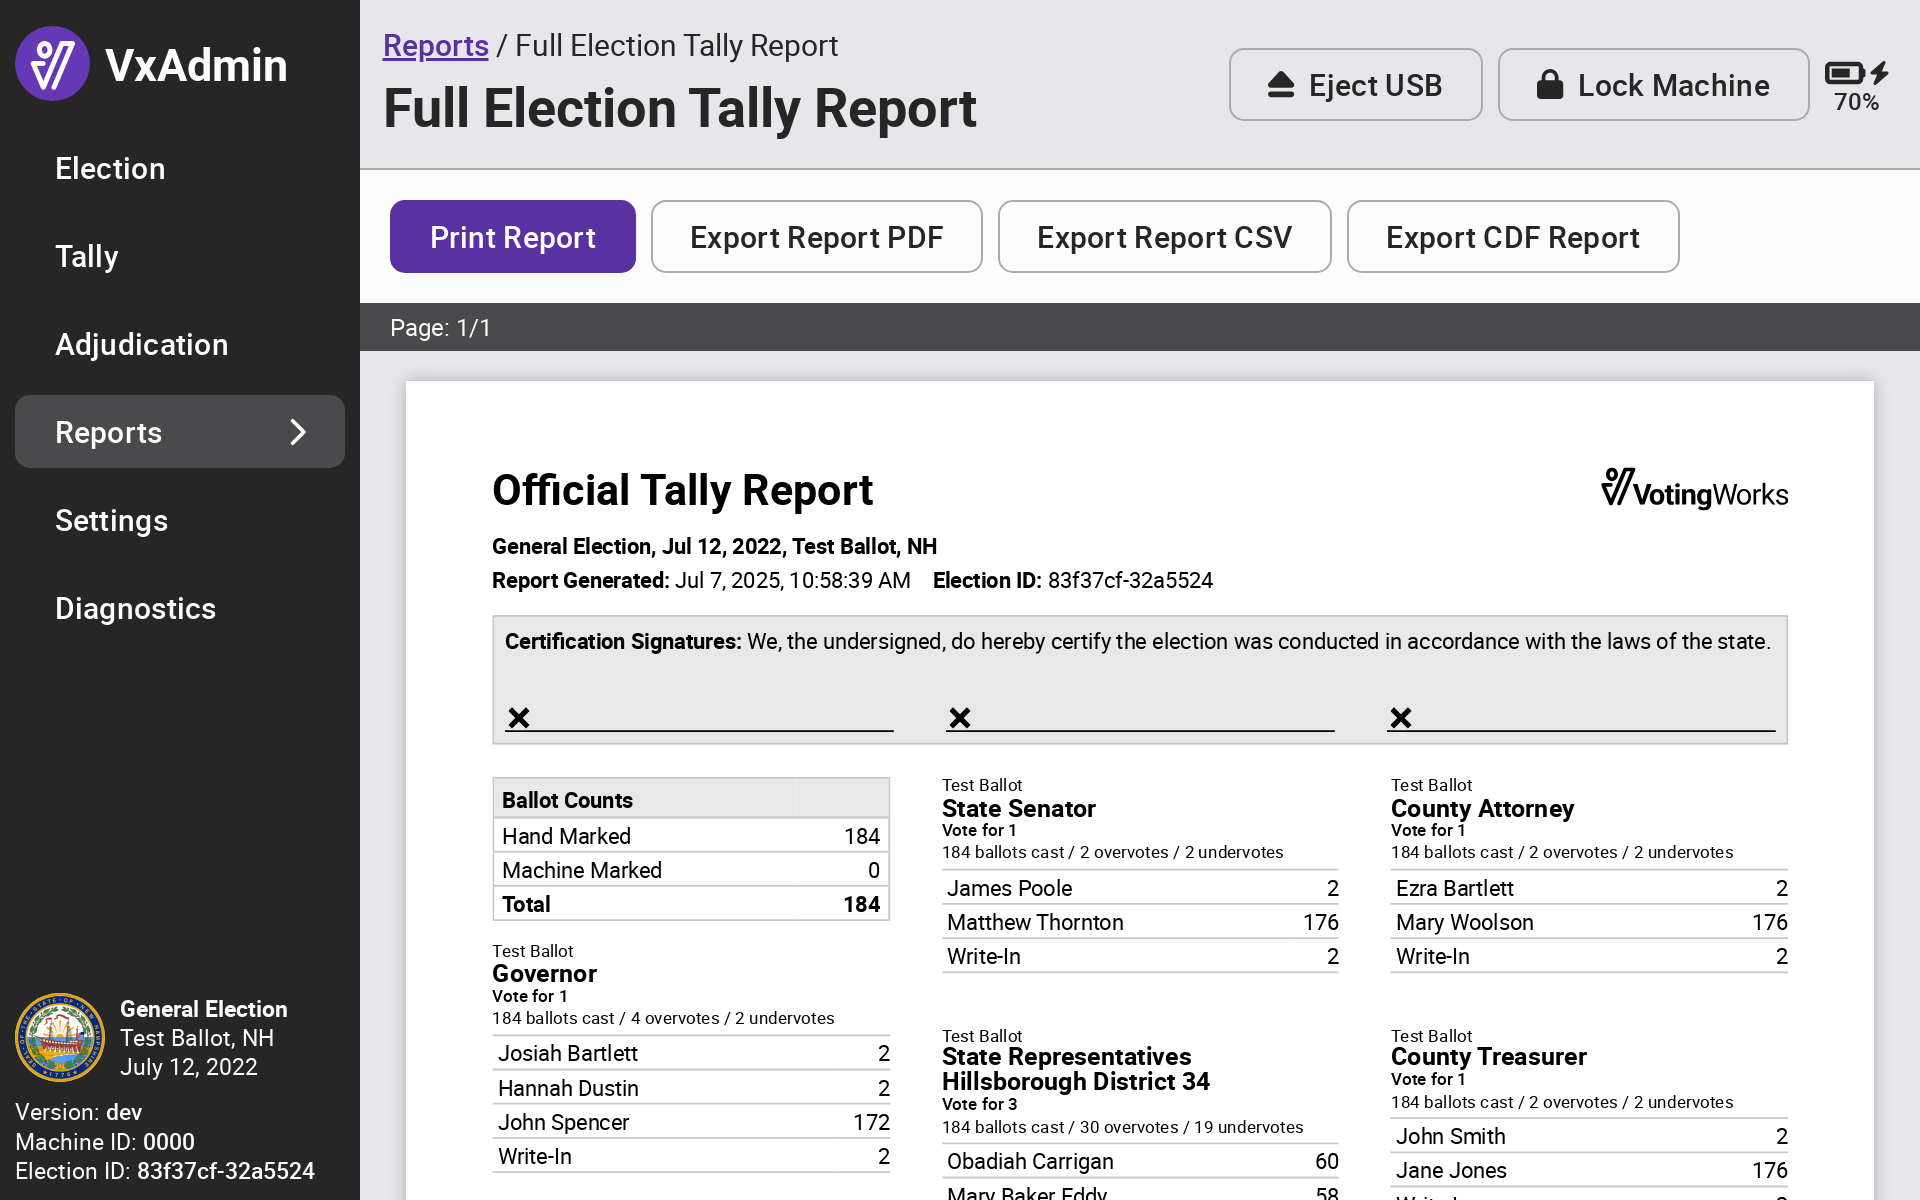 VxAdmin
Election
Tally
Adjudication
Reports
Settings
Diagnostics
General Election
Test Ballot, NH
July 12, 2022
Version: dev
Machine ID: 0000
Election ID: 83f37cf-32a5524
Reports / Full Election Tally Report
Full Election Tally Report
Eject USB
Lock Machine
70%
Print Report
Export Report PDF
Export Report CSV
Export CDF Report
Page: 1/1
Official Tally Report
VotingWorks
General Election, Jul 12, 2022, Test Ballot, NH
Report Generated: Jul 7, 2025, 10:58:39 AM Election ID: 83f37cf-32a5524
Certification Signatures: We, the undersigned, do hereby certify the election was conducted in accordance with the laws of the state.
Ballot Counts
Hand Marked 184
Machine Marked 0
Total 184
Test Ballot
Governor
Vote for 1
184 ballots cast / 4 overvotes / 2 undervotes
Josiah Bartlett 2
Hannah Dustin 2
John Spencer 172
Write-In 2
Test Ballot
State Senator
Vote for 1
184 ballots cast / 2 overvotes / 2 undervotes
James Poole 2
Matthew Thornton 176
Write-In 2
Test Ballot
State Representatives
Hillsborough District 34
Vote for 3
184 ballots cast / 30 overvotes / 19 undervotes
Obadiah Carrigan 60
Mary Baker Eddy 58
Test Ballot
County Attorney
Vote for 1
184 ballots cast / 2 overvotes / 2 undervotes
Ezra Bartlett 2
Mary Woolson 176
Write-In 2
Test Ballot
County Treasurer
Vote for 1
184 ballots cast / 2 overvotes / 2 undervotes
John Smith 2
Jane Jones 176